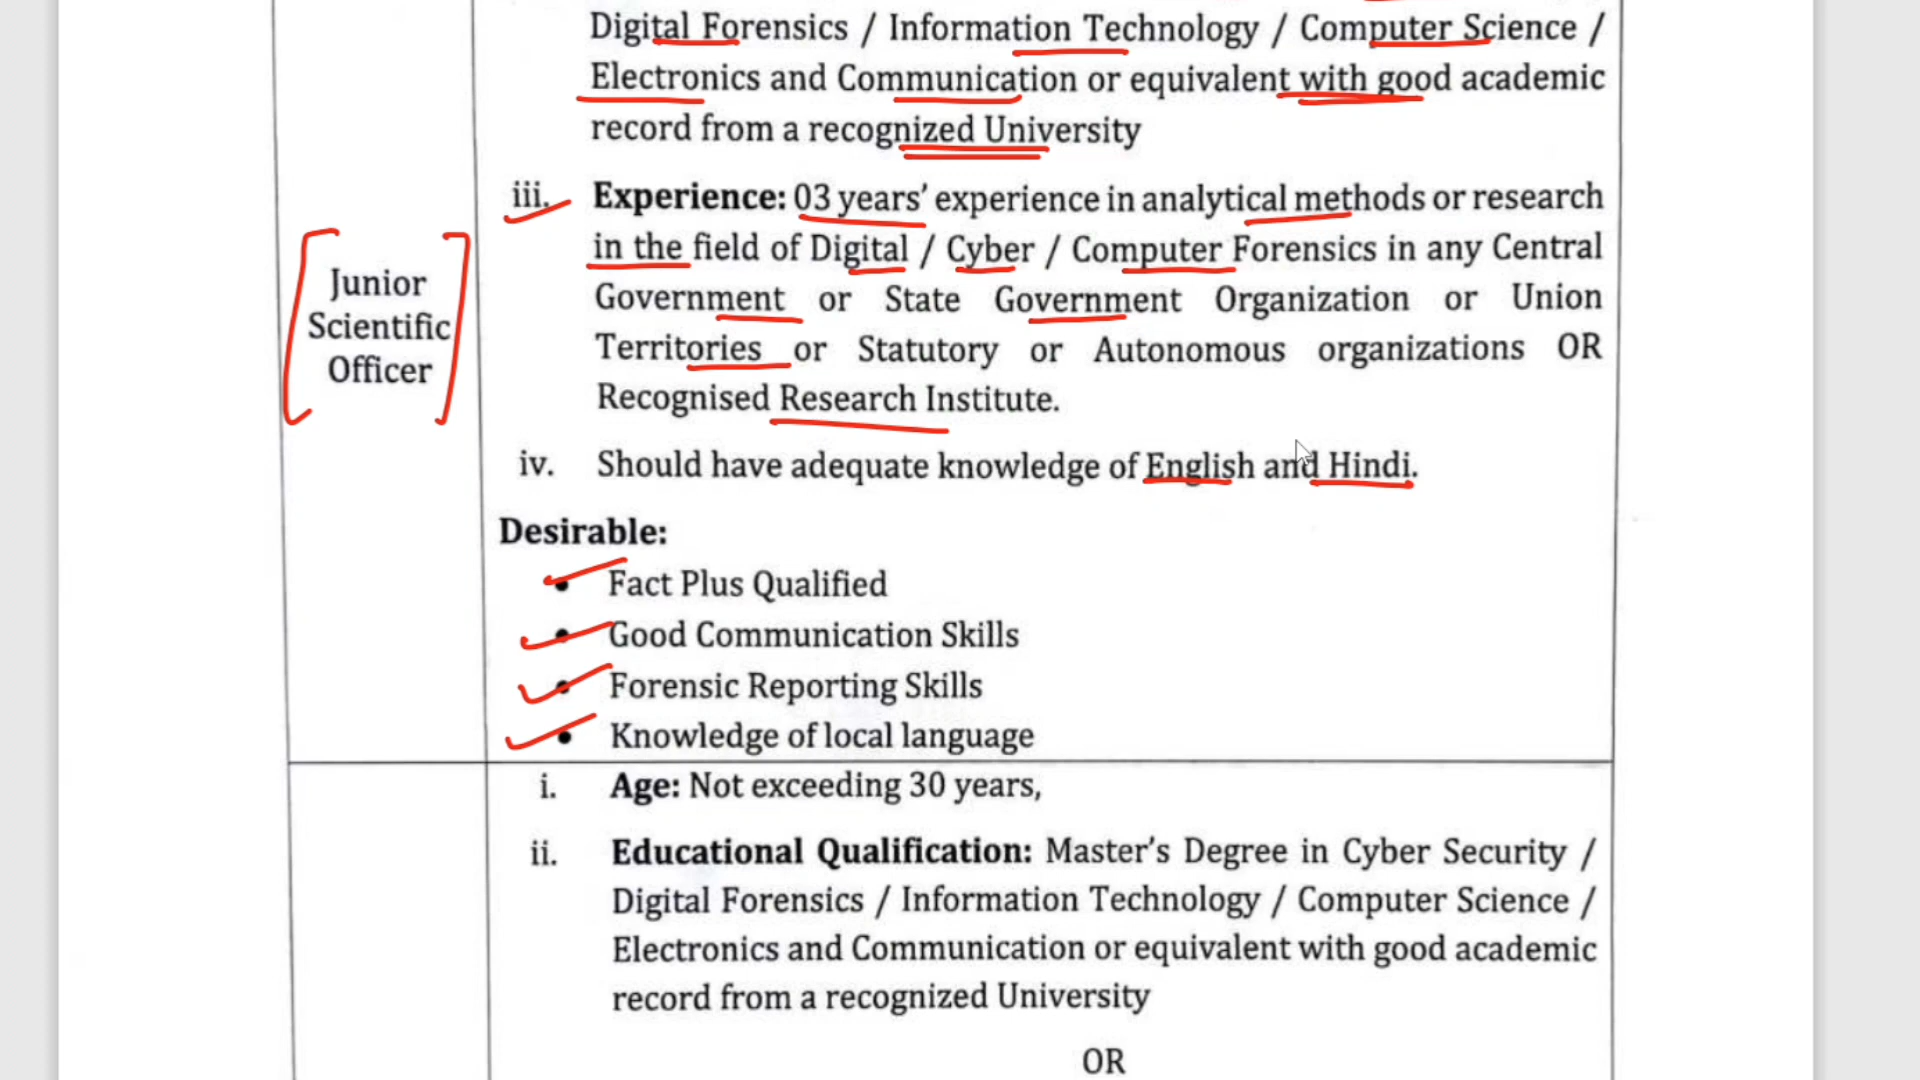 Digital Forensics / Information Technology / Computer Science /
Electronics and Communication or equivalent with good academic
record from a recognized University
iii. Experience: 03 years' experience in analytical methods or research
in the field of Digital / Cyber / Computer Forensics in any Central
Government or State Government Organization or Union
Territories or Statutory or Autonomous organizations OR
Recognised Research Institute.
iv. Should have adequate knowledge of English and Hindi.
Junior
Scientific
Officer
Desirable:
• Fact Plus Qualified
• Good Communication Skills
• Forensic Reporting Skills
• Knowledge of local language
i. Age: Not exceeding 30 years,
ii. Educational Qualification: Master's Degree in Cyber Security /
Digital Forensics / Information Technology / Computer Science /
Electronics and Communication or equivalent with good academic
record from a recognized University
OR